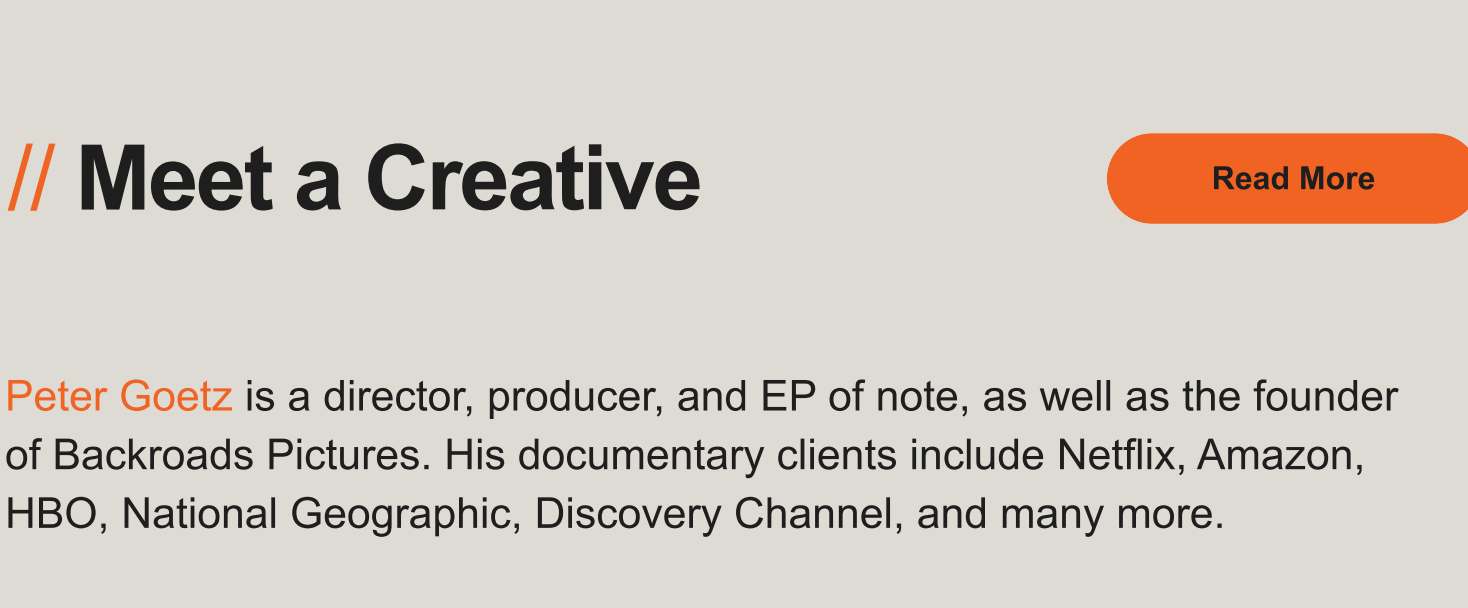 // Meet a Creative
Read More
Peter Goetz is a director, producer, and EP of note, as well as the founder
of Backroads Pictures. His documentary clients include Netflix, Amazon,
HBO, National Geographic, Discovery Channel, and many more.